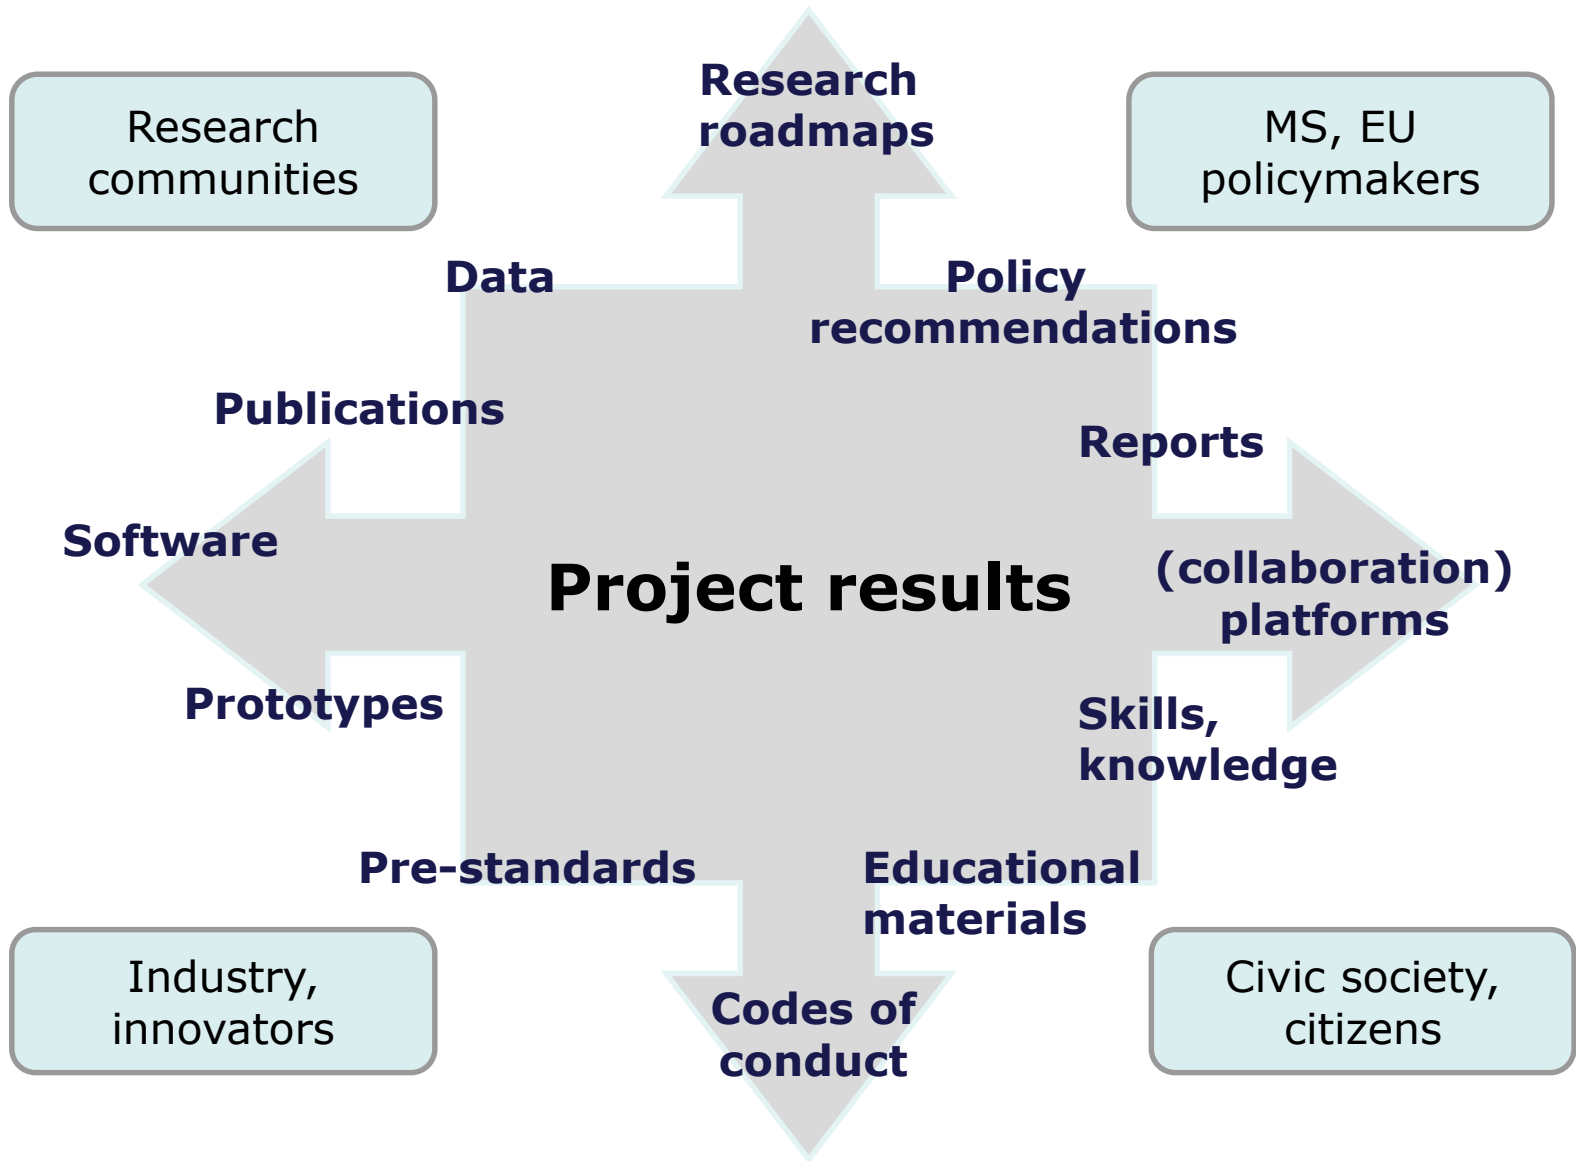 Research
roadmaps
Research
communities
MS, EU
policymakers
Data
Policy
recommendations
Publications
Reports
Software
Project results
(collaboration)
platforms
Prototypes
Skills,
knowledge
Pre-standards
Educational
materials
Industry,
innovators
Codes of
conduct
Civic society,
citizens